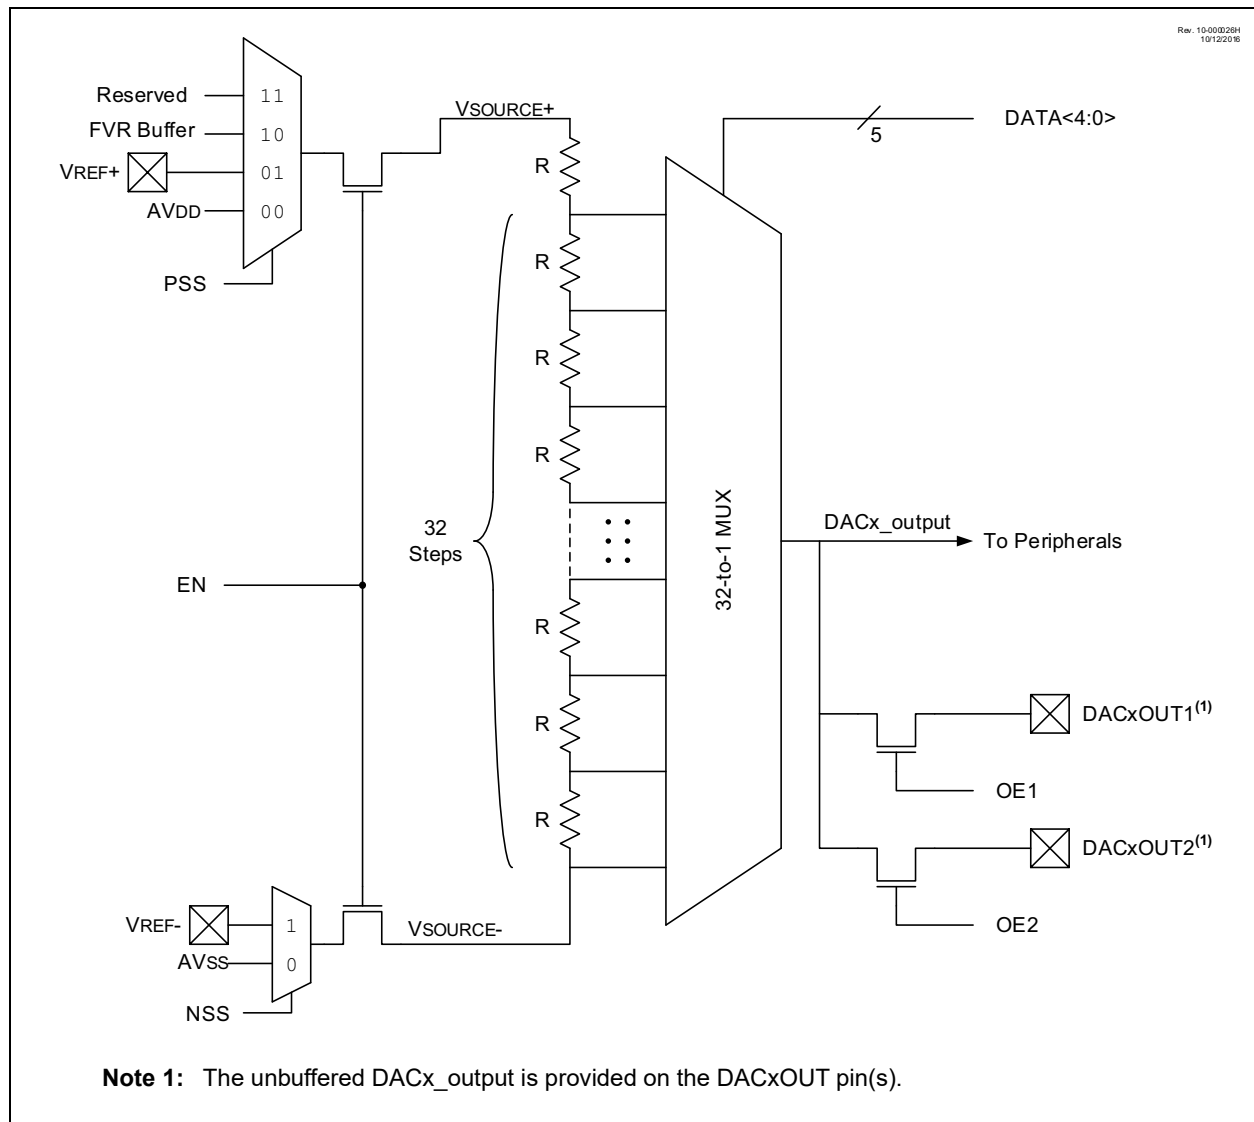 Rev. 10-000026H
10/12/2016
Reserved
11
FVR Buffer
10
VREF+
01
AVDD
00
PSS
VSOURCE+
DATA<4:0>
5
R
R
R
R
32
Steps
32-to-1 MUX
DACx_output
To Peripherals
EN
R
R
R
DACxOUT1(1)
OE1
DACxOUT2(1)
OE2
VREF-
1
AVSS
0
NSS
VSOURCE-
Note 1: The unbuffered DACx_output is provided on the DACxOUT pin(s).